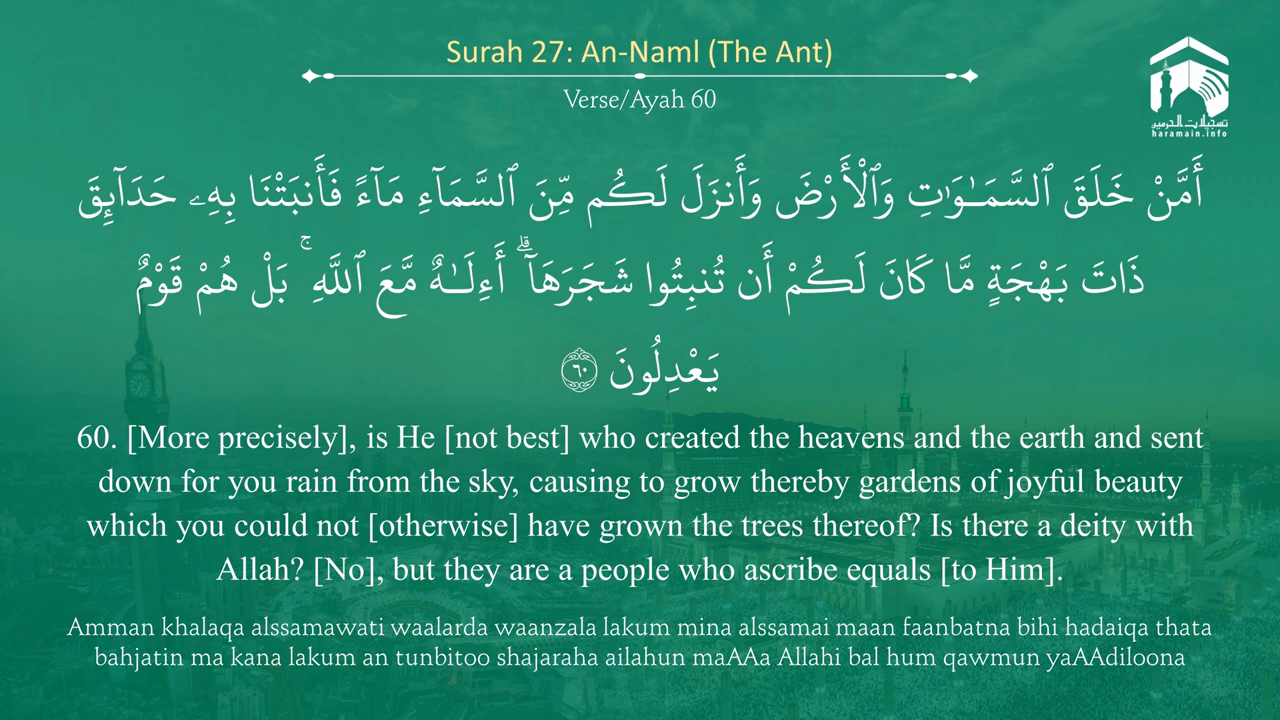 Surah 27: An-Naml (The Ant)
Verse/Ayah 60
تسجيلات الحرمين
haramain.info
أَمَّنْ خَلَقَ ٱلسَّمَـٰوَٰتِ وَٱلْأَرْضَ وَأَنزَلَ لَكُم مِّنَ ٱلسَّمَآءِ مَآءً فَأَنۢبَتْنَا بِهِۦ حَدَآئِقَ
ذَاتَ بَهْجَةٍ مَّا كَانَ لَكُمْ أَن تُنۢبِتُوا۟ شَجَرَهَآ ۗ أَءِلَـٰهٌ مَّعَ ٱللَّهِ ۚ بَلْ هُمْ قَوْمٌ
يَعْدِلُونَ ٦٠
60. [More precisely], is He [not best] who created the heavens and the earth and sent
down for you rain from the sky, causing to grow thereby gardens of joyful beauty
which you could not [otherwise] have grown the trees thereof? Is there a deity with
Allah? [No], but they are a people who ascribe equals [to Him].
Amman khalaqa alssamawati waalarda waanzala lakum mina alssamai maan faanbatna bihi hadaiqa thata
bahjatin ma kana lakum an tunbitoo shajaraha ailahun maAAa Allahi bal hum qawmun yaAAdiloona